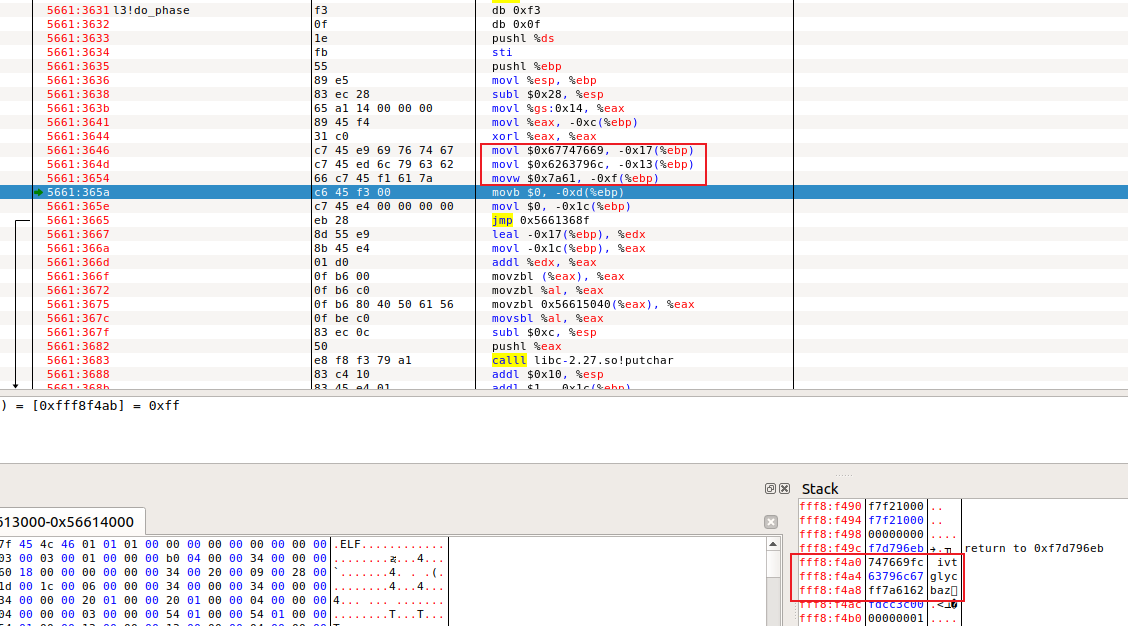 5661:3631 l3!do_phase f3 db 0xf3
5661:3632 0f db 0x0f
5661:3633 1e pushl %ds
5661:3634 fb sti
5661:3635 55 pushl %ebp
5661:3636 89 e5 movl %esp, %ebp
5661:3638 83 ec 28 subl $0x28, %esp
5661:363b 65 a1 14 00 00 00 movl %gs:0x14, %eax
5661:3641 89 45 f4 movl %eax, -0xc(%ebp)
5661:3644 31 c0 xorl %eax, %eax
5661:3646 c7 45 e9 69 76 74 67 movl $0x67747669, -0x17(%ebp)
5661:364d c7 45 ed 6c 79 63 62 movl $0x6263796c, -0x13(%ebp)
5661:3654 66 c7 45 f1 61 7a movw $0x7a61, -0xf(%ebp)
5661:365a c6 45 f3 00 movb $0, -0xd(%ebp)
5661:365e c7 45 e4 00 00 00 00 movl $0, -0x1c(%ebp)
5661:3665 eb 28 jmp 0x5661368f
5661:3667 8d 55 e9 leal -0x17(%ebp), %edx
5661:366a 8b 45 e4 movl -0x1c(%ebp), %eax
5661:366d 01 d0 addl %edx, %eax
5661:366f 0f b6 00 movzbl (%eax), %eax
5661:3672 0f b6 c0 movzbl %al, %eax
5661:3675 0f b6 80 40 50 61 56 movzbl 0x56615040(%eax), %eax
5661:367c 0f be c0 movsbl %al, %eax
5661:367f 83 ec 0c subl $0xc, %esp
5661:3682 50 pushl %eax
5661:3683 e8 f8 f3 79 a1 calll libc-2.27.so!putchar
5661:3688 83 c4 10 addl $0x10, %esp
5661:368b 83 45 e4 01 addl $1, -0x1c(%ebp)
) = [0xfff8f4ab] = 0xff
Stack
613000-0x56614000
7f 45 4c 46 01 01 01 00 00 00 00 00 00 00 00 .ELF............
03 00 03 00 01 00 00 00 b0 04 00 00 34 00 00 00
60 18 00 00 00 00 00 00 34 00 20 00 09 00 28 00
1d 00 1c 00 06 00 00 00 34 00 00 00 34 00 00 00
34 00 00 00 20 01 00 00 20 01 00 00 04 00 00 00
04 00 00 00 03 00 00 00 54 01 00 00 54 01 00 00
fff8:f490 f7f21000 ..
fff8:f494 f7f21000 ..
fff8:f498 00000000 ....
fff8:f49c f7d796eb return to 0xf7d796eb
fff8:f4a0 747669fc ivt
fff8:f4a4 63796c67 glyc
fff8:f4a8 ff7a6162 baz
fff8:f4ac fdcc3c00
fff8:f4b0 00000001 ....